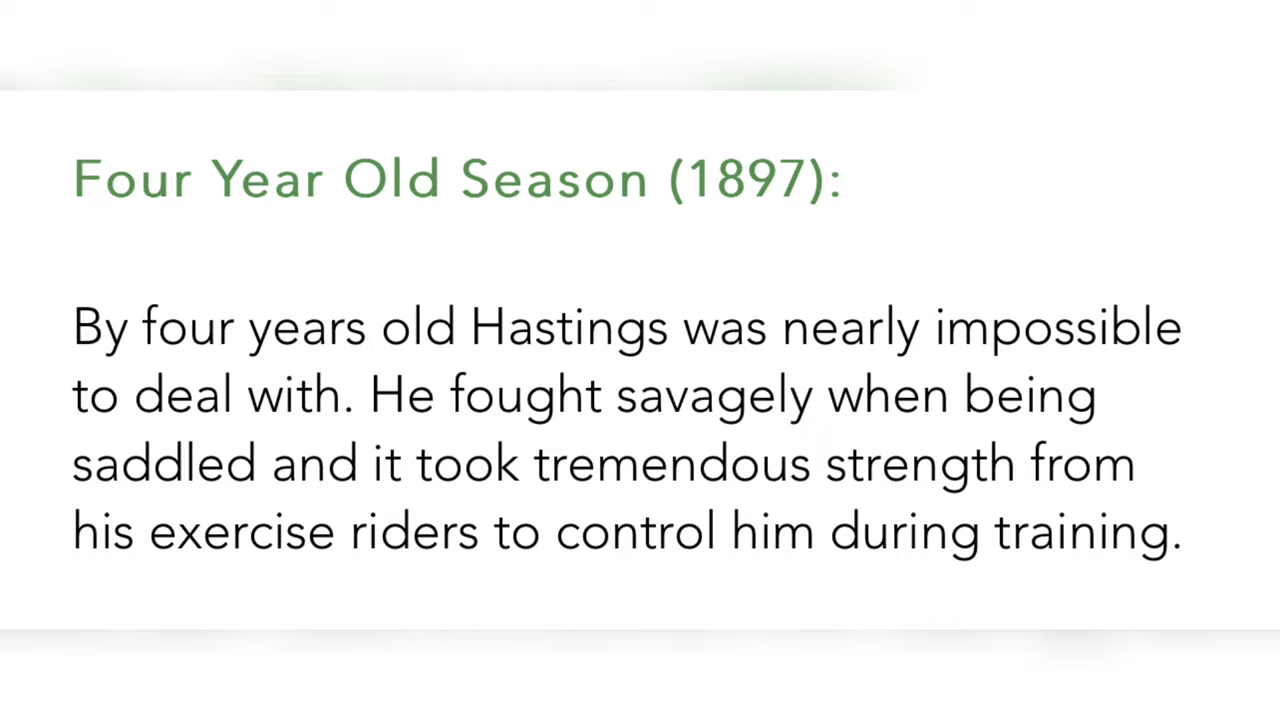 Four Year Old Season (1897):
By four years old Hastings was nearly impossible
to deal with. He fought savagely when being
saddled and it took tremendous strength from
his exercise riders to control him during training.